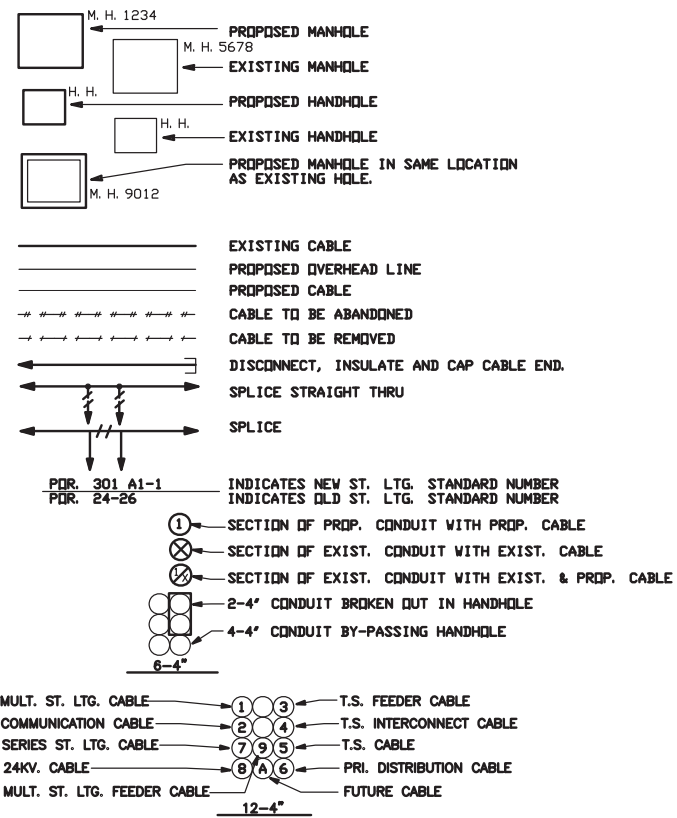 M. H. 1234
PROPOSED MANHOLE
M. H. 5678
EXISTING MANHOLE
H. H.
PROPOSED HANDHOLE
H. H.
EXISTING HANDHOLE
PROPOSED MANHOLE IN SAME LOCATION
AS EXISTING HOLE.
M. H. 9012
EXISTING CABLE
PROPOSED OVERHEAD LINE
PROPOSED CABLE
CABLE TO BE ABANDONED
CABLE TO BE REMOVED
DISCONNECT, INSULATE AND CAP CABLE END.
SPLICE STRAIGHT THRU
SPLICE
POR. 301 A1-1 INDICATES NEW ST. LTG. STANDARD NUMBER
POR. 24-26 INDICATES OLD ST. LTG. STANDARD NUMBER
1 SECTION OF PROP. CONDUIT WITH PROP. CABLE
SECTION OF EXIST. CONDUIT WITH EXIST. CABLE
1/X SECTION OF EXIST. CONDUIT WITH EXIST. & PROP. CABLE
2-4" CONDUIT BROKEN OUT IN HANDHOLE
4-4" CONDUIT BY-PASSING HANDHOLE
6-4"
MULT. ST. LTG. CABLE 1 3 T.S. FEEDER CABLE
COMMUNICATION CABLE 2 4 T.S. INTERCONNECT CABLE
SERIES ST. LTG. CABLE 7 9 5 T.S. CABLE
24KV. CABLE 8 A 6 PRI. DISTRIBUTION CABLE
MULT. ST. LTG. FEEDER CABLE FUTURE CABLE
12-4"